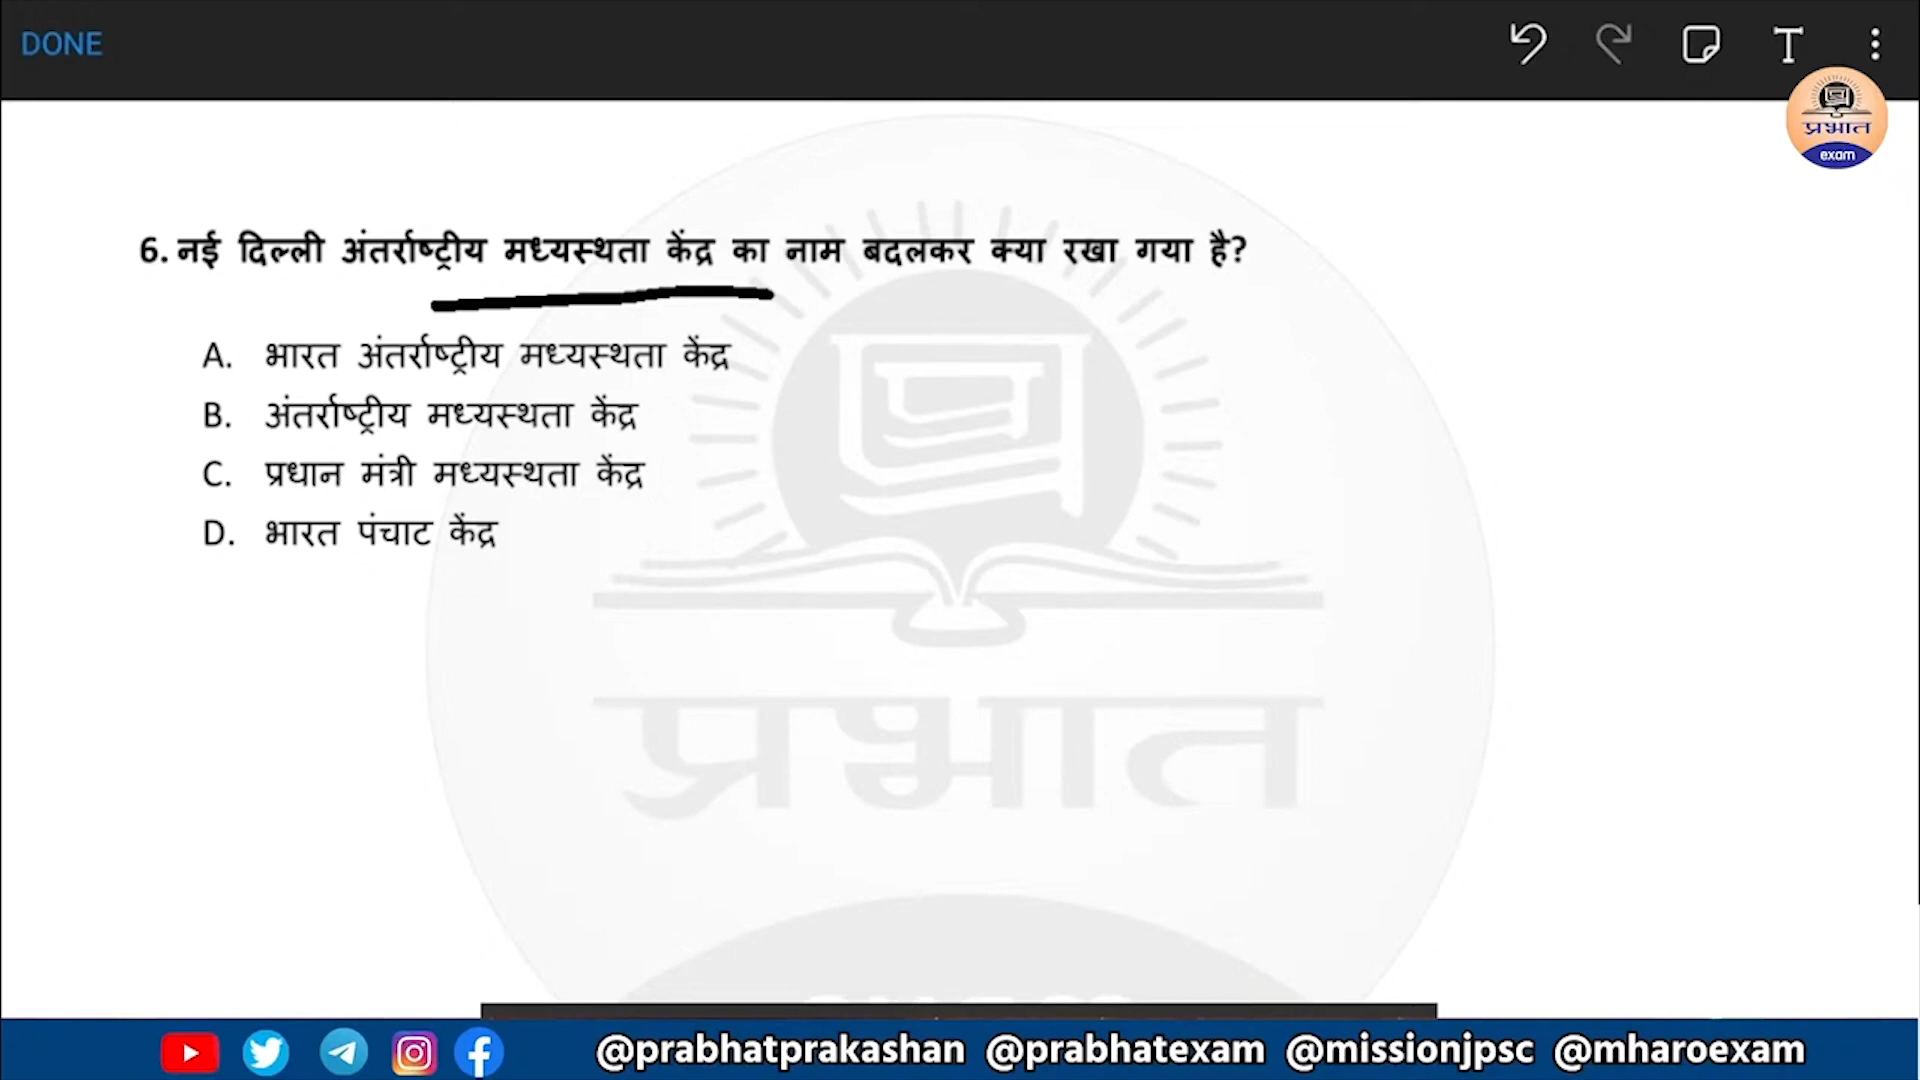 DONE
प्रभात
exam
6. नई दिल्ली अंतर्राष्ट्रीय मध्यस्थता केंद्र का नाम बदलकर क्या रखा गया है?
A. भारत अंतर्राष्ट्रीय मध्यस्थता केंद्र
B. अंतर्राष्ट्रीय मध्यस्थता केंद्र
C. प्रधान मंत्री मध्यस्थता केंद्र
D. भारत पंचाट केंद्र
प्रभात
@prabhatprakashan @prabhatexam @missionjpsc @mharoexam